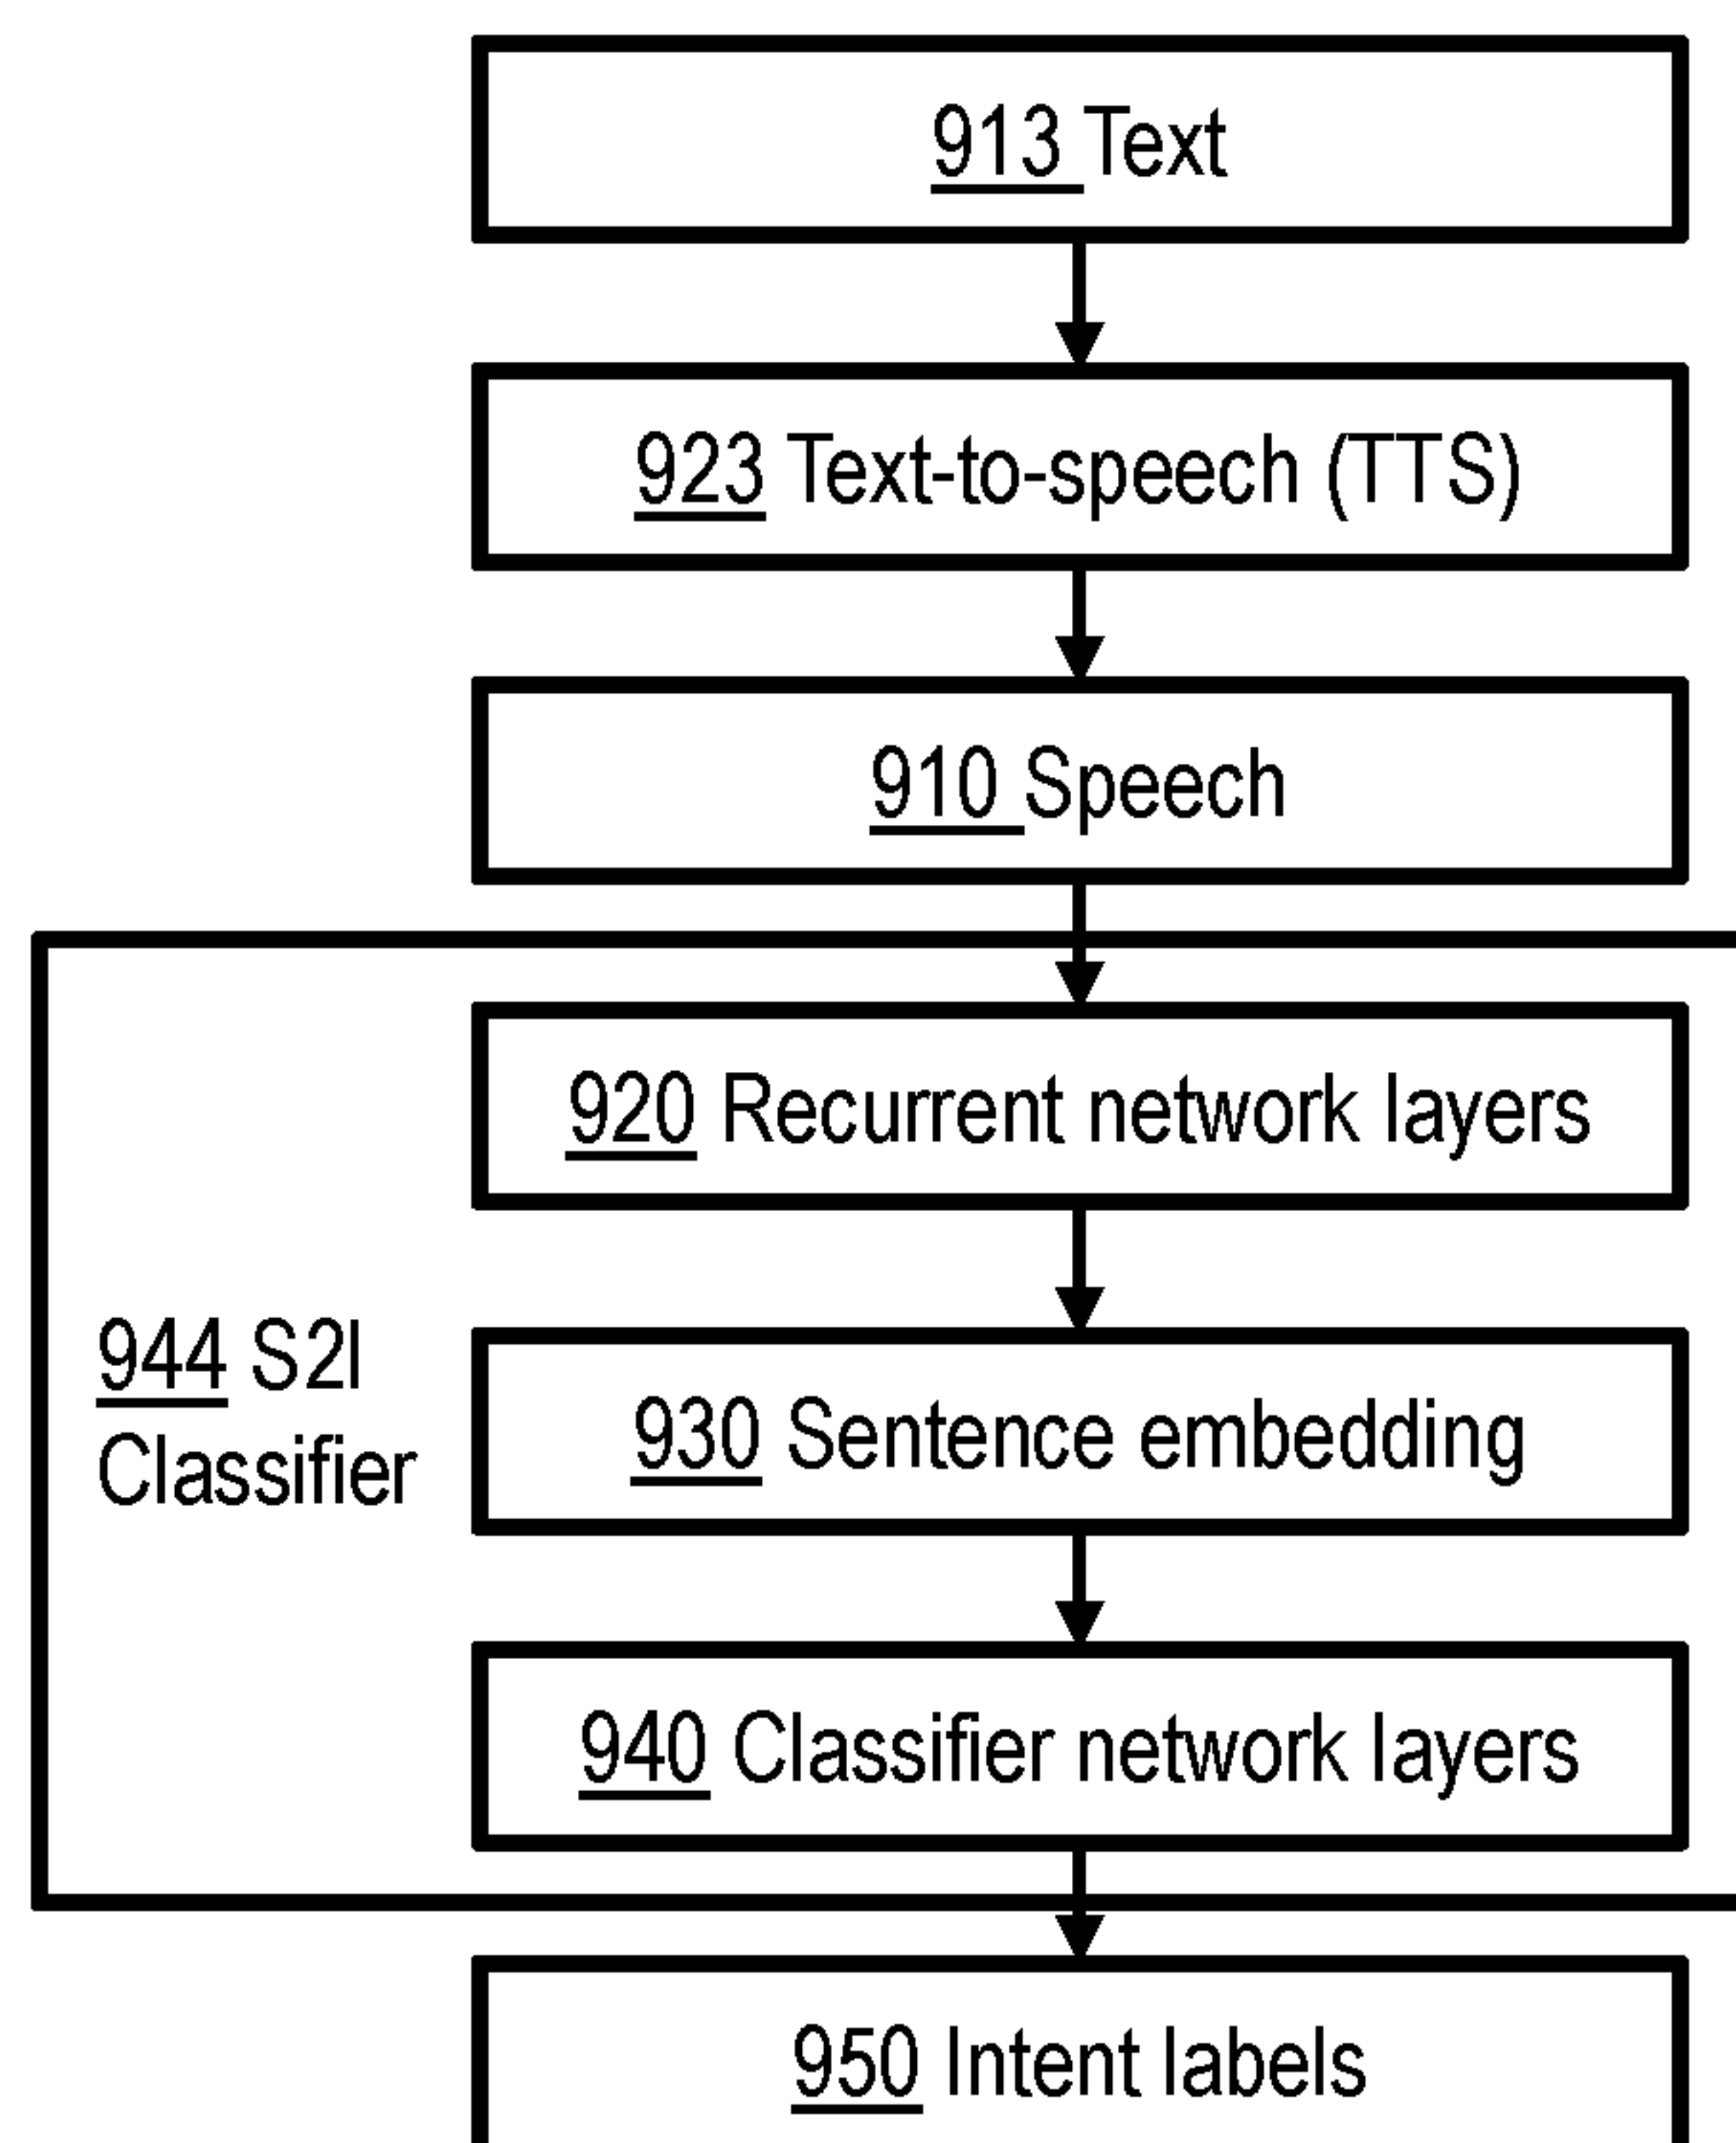 913 Text
923 Text-to-speech (TTS)
910 Speech
920 Recurrent network layers
944 S2I
Classifier
930 Sentence embedding
940 Classifier network layers
950 Intent labels